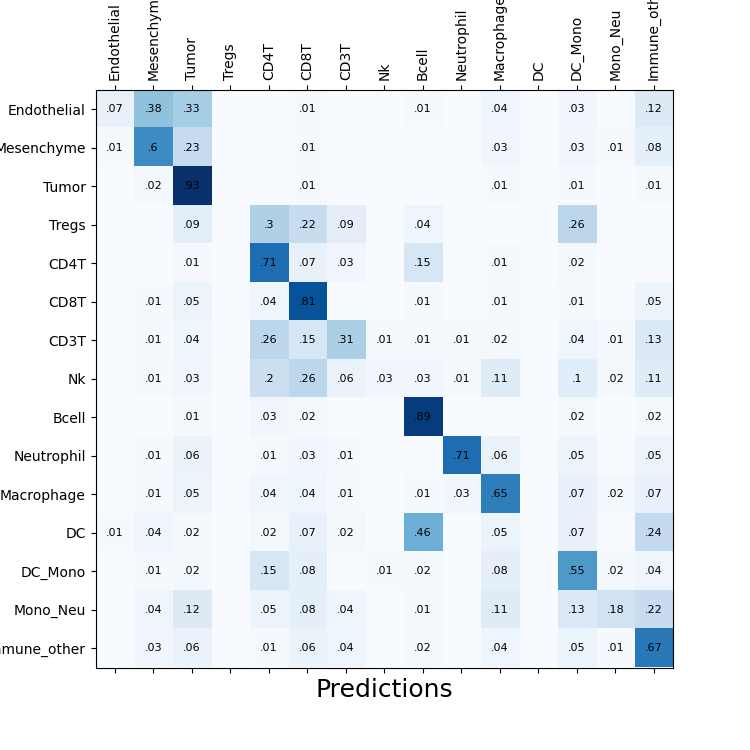 Endothelial Mesenchym Tumor Tregs CD4T CD8T CD3T Nk Bcell Neutrophil Macrophage DC DC_Mono Mono_Neu Immune_oth
Endothelial .07 .38 .33 .01 .01 .04 .03 .12
Mesenchyme .01 .6 .23 .01 .03 .03 .01 .08
Tumor .02 .93 .01 .01 .01 .01
Tregs .09 .3 .22 .09 .04 .26
CD4T .01 .71 .07 .03 .15 .01 .02
CD8T .01 .05 .04 .81 .01 .01 .01 .05
CD3T .01 .04 .26 .15 .31 .01 .01 .01 .02 .04 .01 .13
Nk .01 .03 .2 .26 .06 .03 .03 .01 .11 .1 .02 .11
Bcell .01 .03 .02 .89 .02 .02
Neutrophil .01 .06 .01 .03 .01 .71 .06 .05 .05
Macrophage .01 .05 .04 .04 .01 .01 .03 .65 .07 .02 .07
DC .01 .04 .02 .02 .07 .02 .46 .05 .07 .24
DC_Mono .01 .02 .15 .08 .01 .02 .08 .55 .02 .04
Mono_Neu .04 .12 .05 .08 .04 .01 .11 .13 .18 .22
mune_other .03 .06 .01 .06 .04 .02 .04 .05 .01 .67
Predictions